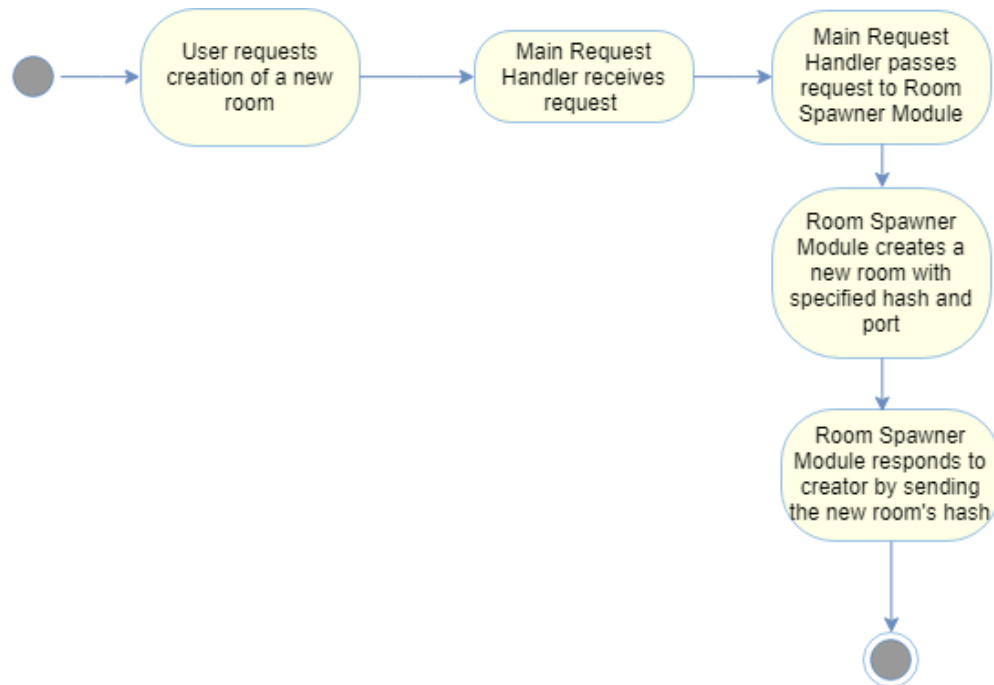 User requests
creation of a new
room
Main Request
Handler receives
request
Main Request
Handler passes
request to Room
Spawner Module
Room Spawner
Module creates a
new room with
specified hash and
port
Room Spawner
Module responds to
creator by sending
the new room's hash